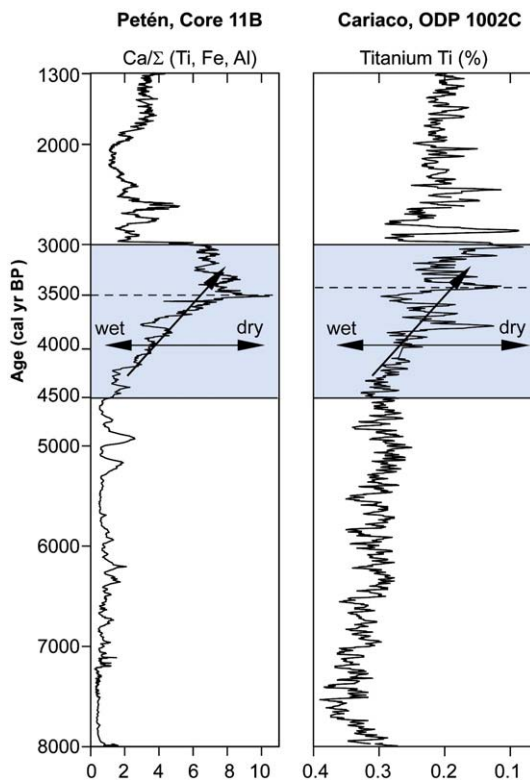 Petén, Core 11B
Cariaco, ODP 1002C
Ca/Σ (Ti, Fe, Al)
Titanium Ti (%)
Age (cal yr BP)
1300
2000
3000
3500
4000
4500
5000
6000
7000
8000
wet
dry
wet
dry
0 2 4 6 8 10
0.4 0.3 0.2 0.1